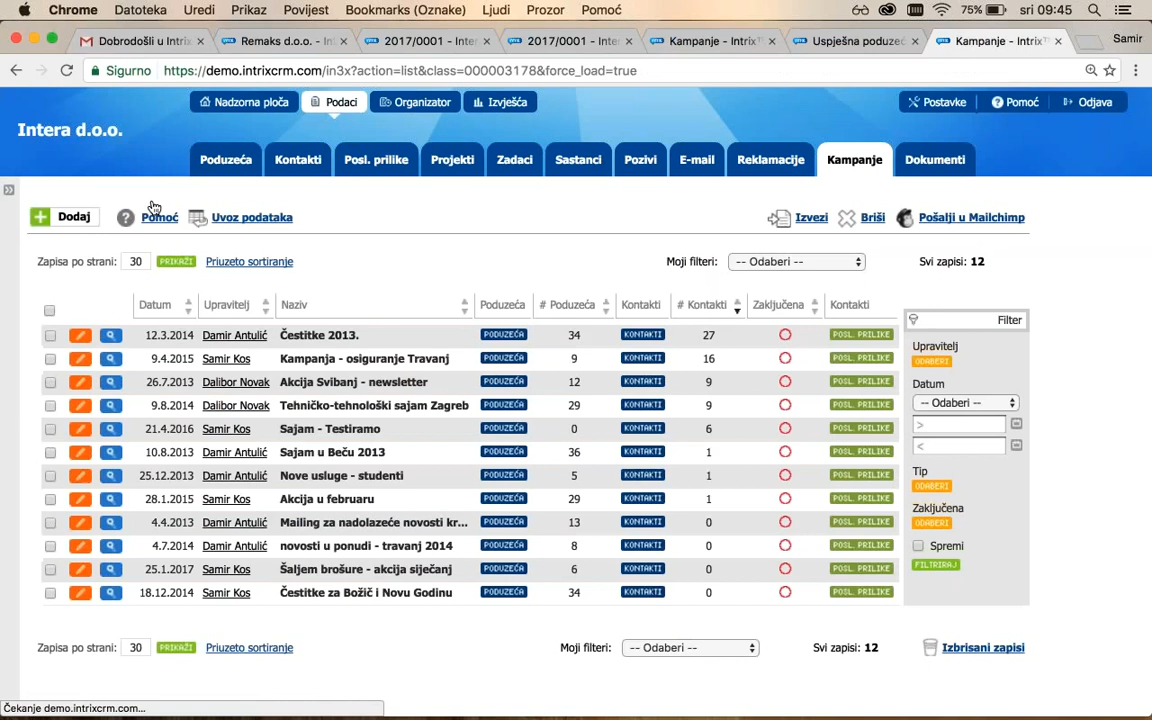 Chrome Datoteka Uredi Prikaz Povijest Bookmarks (Oznake) Ljudi Prozor Pomoć 75% sri 09:45
Dobrodošli u Intrix Remaks d.o.o. - In 2017/0001 - Inter 2017/0001 - Inter Kampanje - Intrix™ Uspješna poduzeć Kampanje - Intrix™ Samir
Sigurno https://demo.intrixcrm.com/in3x?action=list&class=000003178&force_load=true
Nadzorna ploča Podaci Organizator Izvješća Postavke Pomoć Odjava
Intera d.o.o.
Poduzeća Kontakti Posl. prilike Projekti Zadaci Sastanci Pozivi E-mail Reklamacije Kampanje Dokumenti
Dodaj Pomoć Uvoz podataka Izvezi Briši Pošalji u Mailchimp
Zapisa po strani: 30 PRIKAŽI Priuzeto sortiranje Moji filteri: -- Odaberi -- Svi zapisi: 12
Datum Upravitelj Naziv Poduzeća # Poduzeća Kontakti # Kontakti Zaključena Kontakti
12.3.2014 Damir Antulić Čestitke 2013. PODUZEĆA 34 KONTAKTI 27 POSL. PRILIKE
9.4.2015 Samir Kos Kampanja - osiguranje Travanj PODUZEĆA 9 KONTAKTI 16 POSL. PRILIKE
26.7.2013 Dalibor Novak Akcija Svibanj - newsletter PODUZEĆA 12 KONTAKTI 9 POSL. PRILIKE
9.8.2014 Dalibor Novak Tehničko-tehnološki sajam Zagreb PODUZEĆA 29 KONTAKTI 9 POSL. PRILIKE
21.4.2016 Samir Kos Sajam - Testiramo PODUZEĆA 0 KONTAKTI 6 POSL. PRILIKE
10.8.2013 Damir Antulić Sajam u Beču 2013 PODUZEĆA 36 KONTAKTI 1 POSL. PRILIKE
25.12.2013 Damir Antulić Nove usluge - studenti PODUZEĆA 5 KONTAKTI 1 POSL. PRILIKE
28.1.2015 Samir Kos Akcija u februaru PODUZEĆA 29 KONTAKTI 1 POSL. PRILIKE
4.4.2013 Damir Antulić Mailing za nadolazeće novosti kr... PODUZEĆA 13 KONTAKTI 0 POSL. PRILIKE
4.7.2014 Damir Antulić novosti u ponudi - travanj 2014 PODUZEĆA 8 KONTAKTI 0 POSL. PRILIKE
25.1.2017 Samir Kos Šaljem brošure - akcija siječanj PODUZEĆA 6 KONTAKTI 0 POSL. PRILIKE
18.12.2014 Samir Kos Čestitke za Božić i Novu Godinu PODUZEĆA 34 KONTAKTI 0 POSL. PRILIKE
Filter
Upravitelj
ODABERI
Datum
-- Odaberi --
>
<
Tip
ODABERI
Zaključena
ODABERI
Spremi
FILTRIRAJ
Zapisa po strani: 30 PRIKAŽI Priuzeto sortiranje Moji filteri: -- Odaberi -- Svi zapisi: 12 Izbrisani zapisi
Čekanje demo.intrixcrm.com...